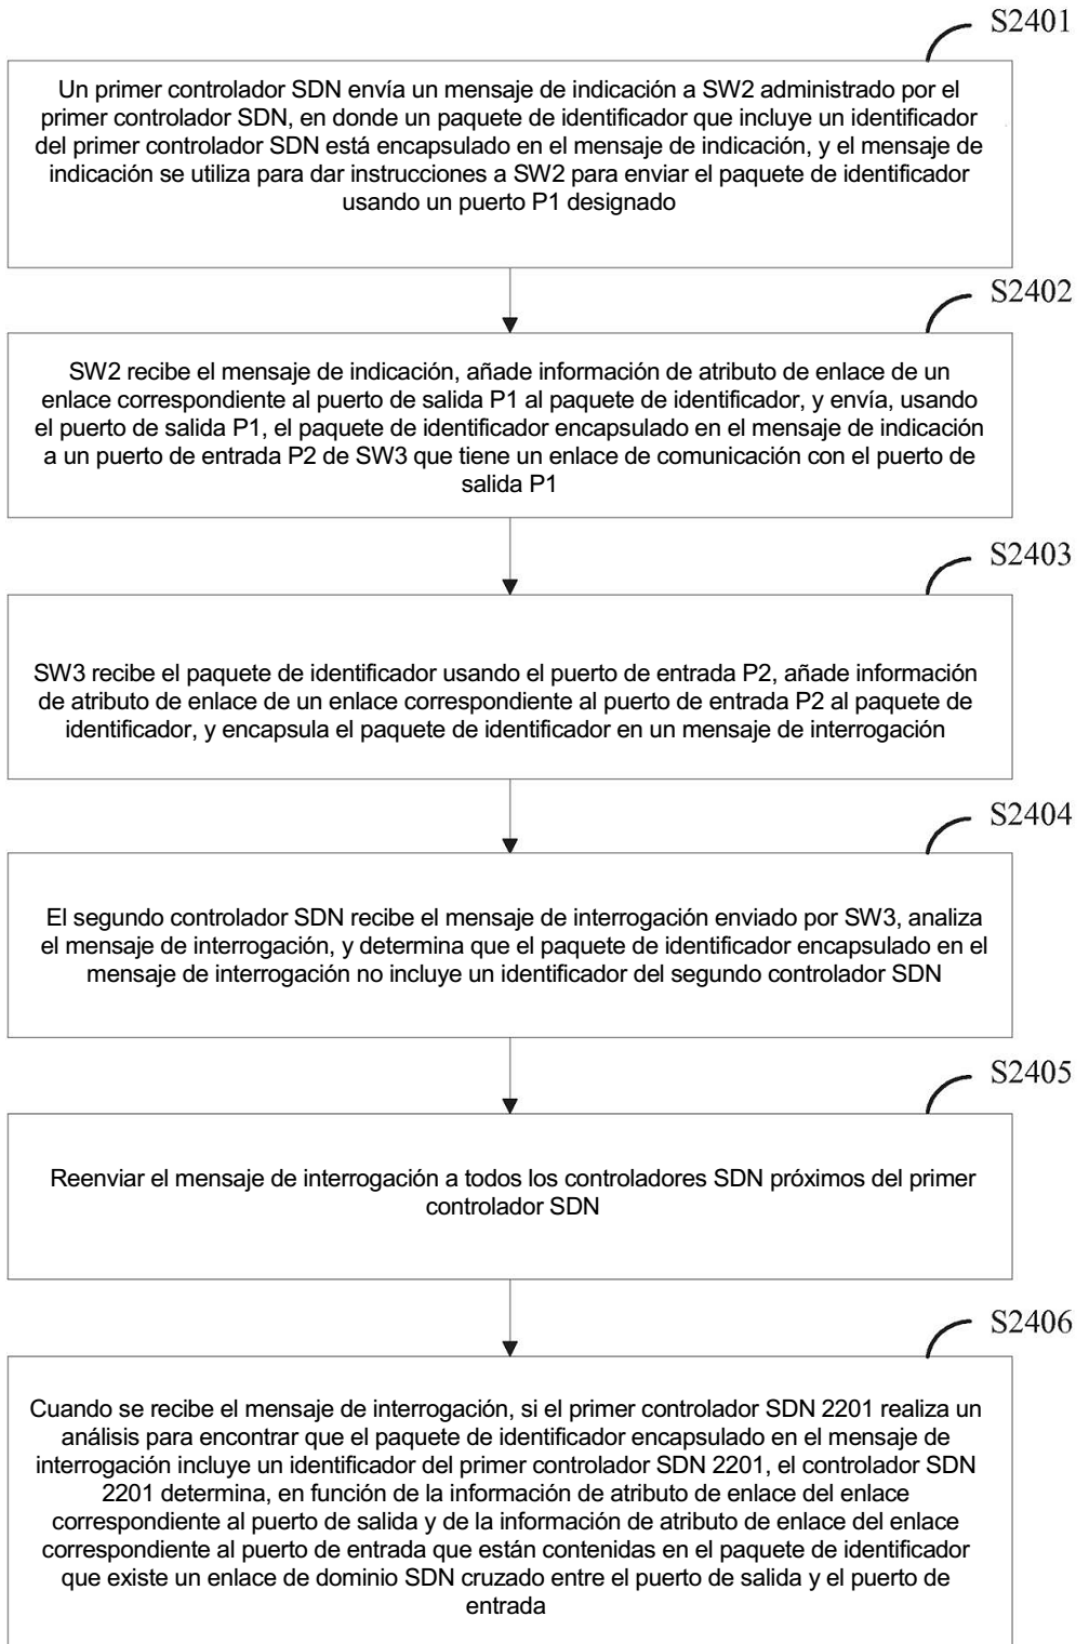 S2401
Un primer controlador SDN envía un mensaje de indicación a SW2 administrado por el
primer controlador SDN, en donde un paquete de identificador que incluye un identificador
del primer controlador SDN está encapsulado en el mensaje de indicación, y el mensaje de
indicación se utiliza para dar instrucciones a SW2 para enviar el paquete de identificador
usando un puerto P1 designado
S2402
SW2 recibe el mensaje de indicación, añade información de atributo de enlace de un
enlace correspondiente al puerto de salida P1 al paquete de identificador, y envía, usando
el puerto de salida P1, el paquete de identificador encapsulado en el mensaje de indicación
a un puerto de entrada P2 de SW3 que tiene un enlace de comunicación con el puerto de
salida P1
S2403
SW3 recibe el paquete de identificador usando el puerto de entrada P2, añade información
de atributo de enlace de un enlace correspondiente al puerto de entrada P2 al paquete de
identificador, y encapsula el paquete de identificador en un mensaje de interrogación
S2404
El segundo controlador SDN recibe el mensaje de interrogación enviado por SW3, analiza
el mensaje de interrogación, y determina que el paquete de identificador encapsulado en el
mensaje de interrogación no incluye un identificador del segundo controlador SDN
S2405
Reenviar el mensaje de interrogación a todos los controladores SDN próximos del primer
controlador SDN
S2406
Cuando se recibe el mensaje de interrogación, si el primer controlador SDN 2201 realiza un
análisis para encontrar que el paquete de identificador encapsulado en el mensaje de
interrogación incluye un identificador del primer controlador SDN 2201, el controlador SDN
2201 determina, en función de la información de atributo de enlace del enlace
correspondiente al puerto de salida y de la información de atributo de enlace del enlace
correspondiente al puerto de entrada que están contenidas en el paquete de identificador
que existe un enlace de dominio SDN cruzado entre el puerto de salida y el puerto de
entrada